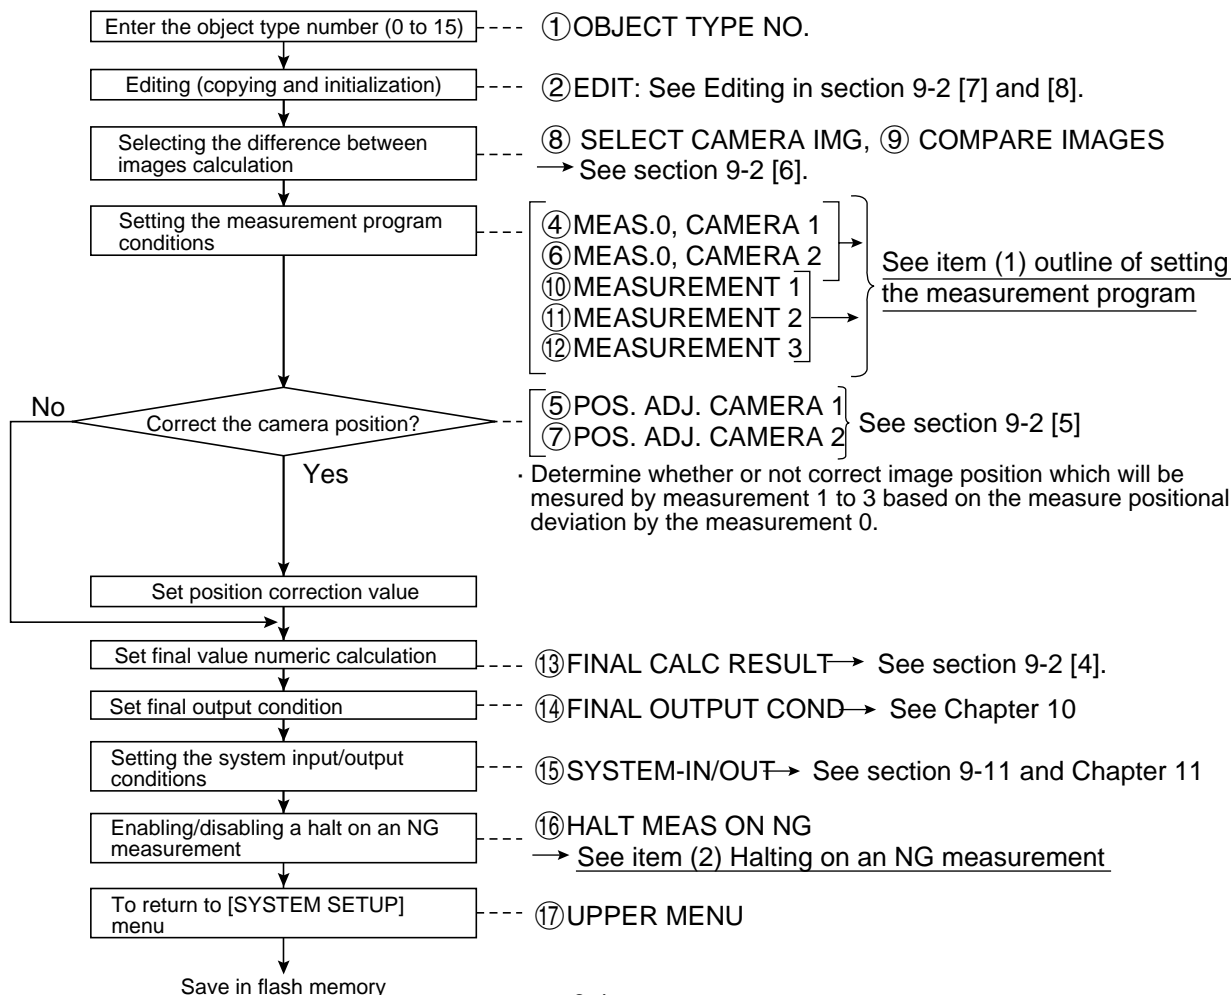 Enter the object type number (0 to 15)
①OBJECT TYPE NO.
Editing (copying and initialization)
②EDIT: See Editing in section 9-2 [7] and [8].
Selecting the difference between
images calculation
⑧ SELECT CAMERA IMG, ⑨ COMPARE IMAGES
See section 9-2 [6].
Setting the measurement program
conditions
④MEAS.0, CAMERA 1
⑥MEAS.0, CAMERA 2
⑩MEASUREMENT 1
⑪MEASUREMENT 2
⑫MEASUREMENT 3
See item (1) outline of setting
the measurement program
No
Correct the camera position?
Yes
⑤POS. ADJ. CAMERA 1
⑦POS. ADJ. CAMERA 2
See section 9-2 [5]
· Determine whether or not correct image position which will be
mesured by measurement 1 to 3 based on the measure positional
deviation by the measurement 0.
Set position correction value
Set final value numeric calculation
⑬FINAL CALC RESULT → See section 9-2 [4].
Set final output condition
⑭FINAL OUTPUT COND → See Chapter 10
Setting the system input/output
conditions
⑮SYSTEM-IN/OUT → See section 9-11 and Chapter 11
Enabling/disabling a halt on an NG
measurement
⑯HALT MEAS ON NG
→ See item (2) Halting on an NG measurement
To return to [SYSTEM SETUP]
menu
⑰UPPER MENU
Save in flash memory